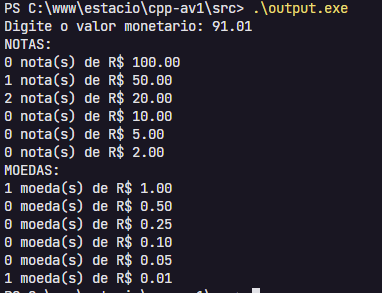 PS C:\www\estacio\cpp-av1\src> .\output.exe
Digite o valor monetario: 91.01
NOTAS:
0 nota(s) de R$ 100.00
1 nota(s) de R$ 50.00
2 nota(s) de R$ 20.00
0 nota(s) de R$ 10.00
0 nota(s) de R$ 5.00
0 nota(s) de R$ 2.00
MOEDAS:
1 moeda(s) de R$ 1.00
0 moeda(s) de R$ 0.50
0 moeda(s) de R$ 0.25
0 moeda(s) de R$ 0.10
0 moeda(s) de R$ 0.05
1 moeda(s) de R$ 0.01